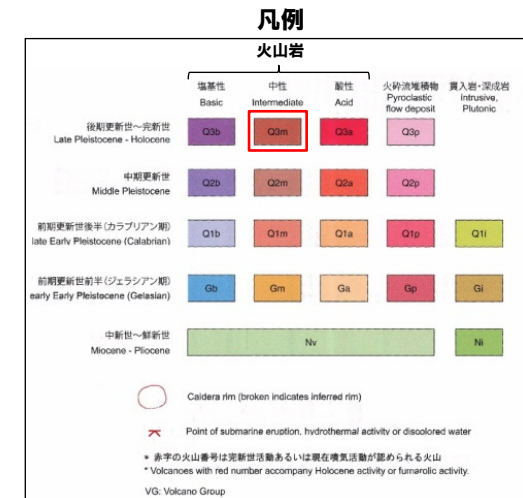 凡例
火山岩
塩基性 中性 酸性 火砕流堆積物 貫入岩・深成岩
Basic Intermediate Acid Pyroclastic flow deposit Intrusive, Plutonic
後期更新世～完新世
Late Pleistocene - Holocene
Q3b Q3m Q3a Q3p
中期更新世
Middle Pleistocene
Q2b Q2m Q2a Q2p
前期更新世後半(カラブリアン期)
late Early Pleistocene (Calabrian)
Q1b Q1m Q1a Q1p Q1i
前期更新世前半(ジェラシアン期)
early Early Pleistocene (Gelasian)
Gb Gm Ga Gp Gi
中新世～鮮新世
Miocene - Pliocene
Nv Ni
Caldera rim (broken indicates inferred rim)
Point of submarine eruption, hydrothermal activity or discolored water
* 赤字の火山番号は完新世活動あるいは現在噴気活動が認められる火山
* Volcanoes with red number accompany Holocene activity or fumarolic activity.
VG: Volcano Group